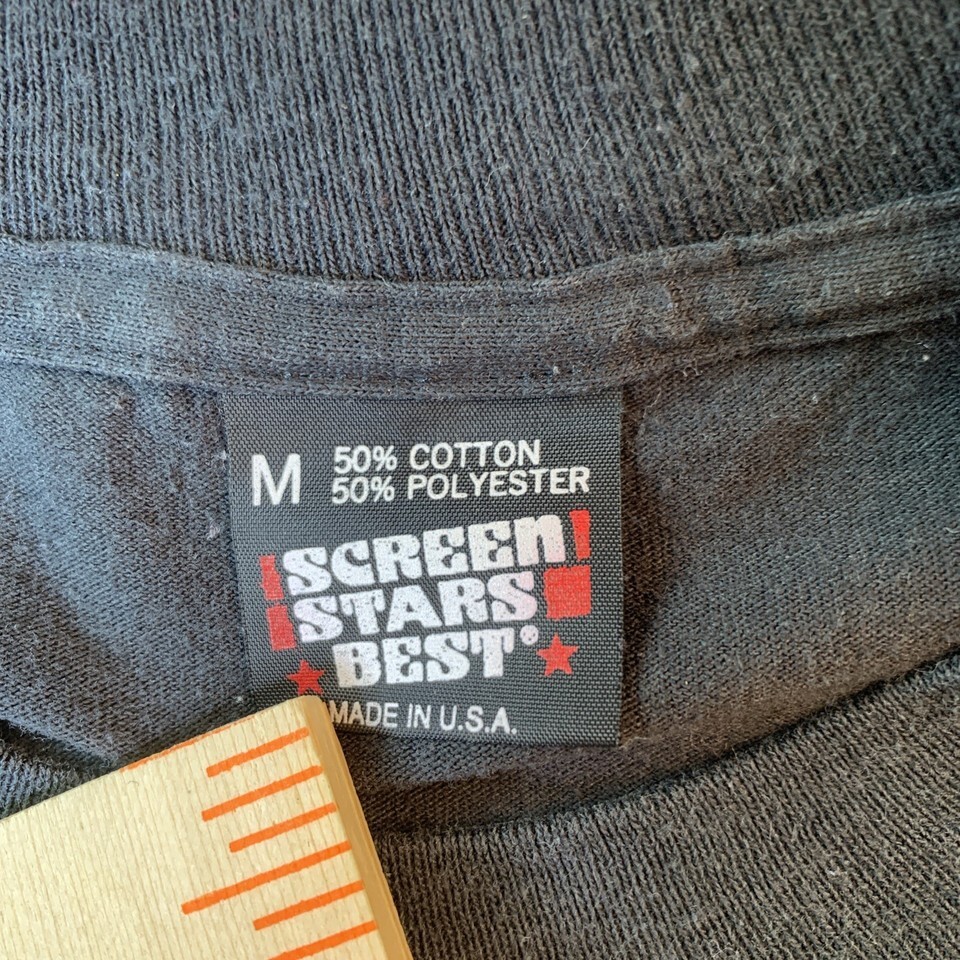 M 50% COTTON
50% POLYESTER
SCREEN
STARS
BEST®
MADE IN U.S.A.